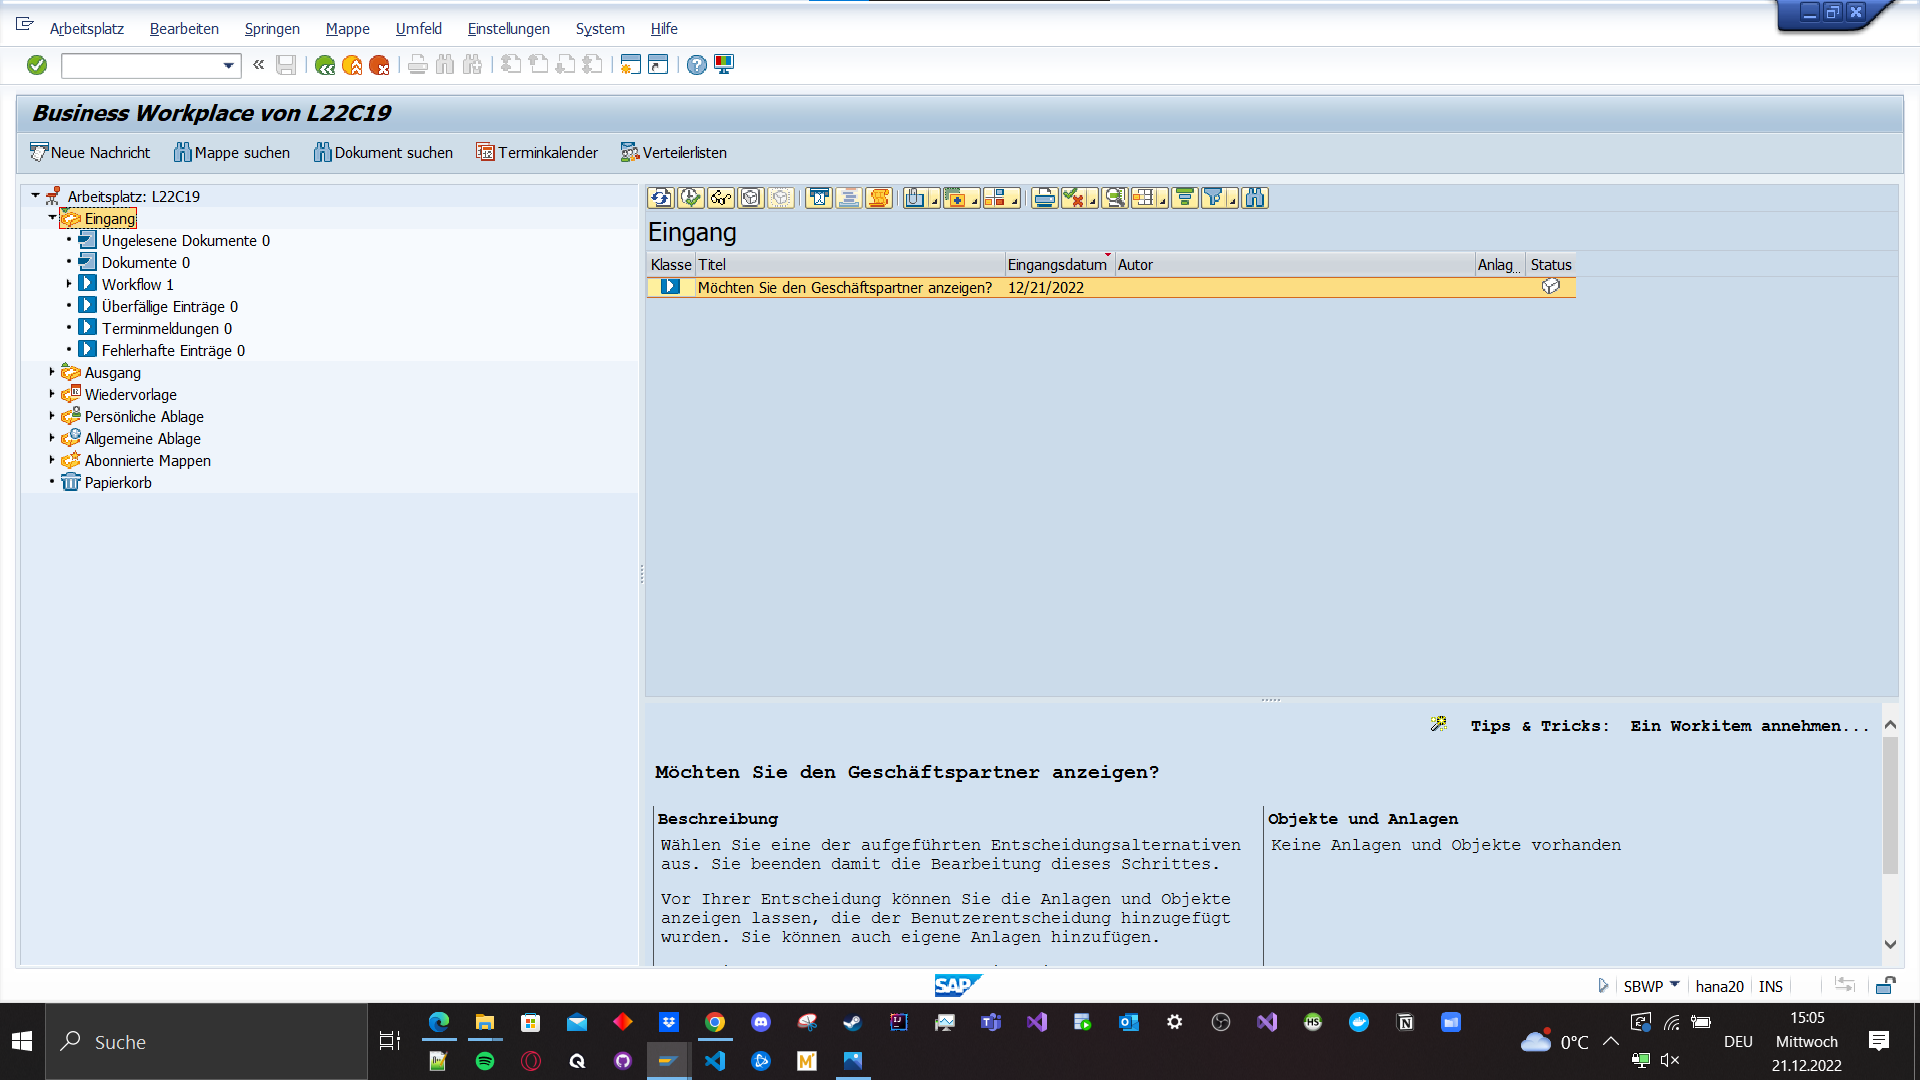 Arbeitsplatz Bearbeiten Springen Mappe Umfeld Einstellungen System Hilfe
Business Workplace von L22C19
Neue Nachricht Mappe suchen Dokument suchen Terminkalender Verteilerlisten
Arbeitsplatz: L22C19
Eingang
Ungelesene Dokumente 0
Dokumente 0
Workflow 1
Überfällige Einträge 0
Terminmeldungen 0
Fehlerhafte Einträge 0
Ausgang
Wiedervorlage
Persönliche Ablage
Allgemeine Ablage
Abonnierte Mappen
Papierkorb
Eingang
Klasse Titel Eingangsdatum Autor Anlag... Status
Möchten Sie den Geschäftspartner anzeigen? 12/21/2022
Tips & Tricks: Ein Workitem annehmen...
Möchten Sie den Geschäftspartner anzeigen?
Beschreibung
Wählen Sie eine der aufgeführten Entscheidungsalternativen
aus. Sie beenden damit die Bearbeitung dieses Schrittes.
Vor Ihrer Entscheidung können Sie die Anlagen und Objekte
anzeigen lassen, die der Benutzerentscheidung hinzugefügt
wurden. Sie können auch eigene Anlagen hinzufügen.
Objekte und Anlagen
Keine Anlagen und Objekte vorhanden
SAP
SBWP hana20 INS
Suche
0°C
DEU
15:05
Mittwoch
21.12.2022